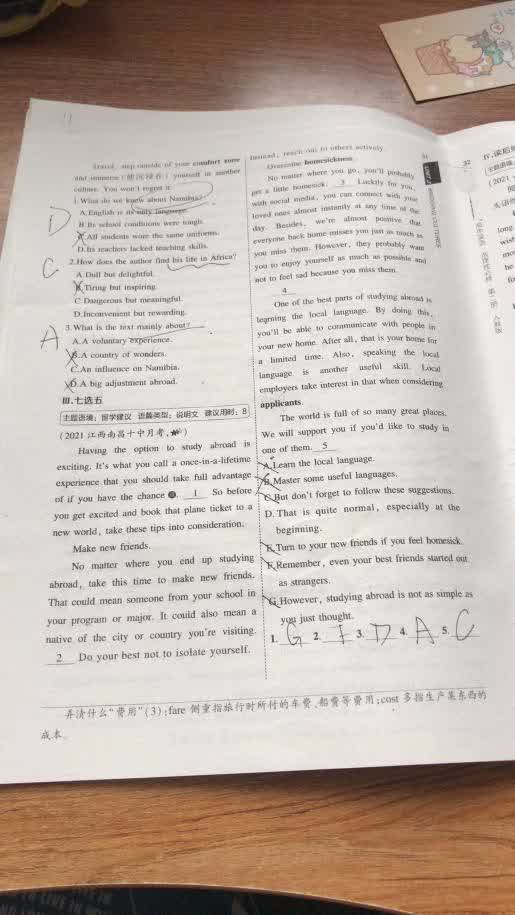 Travel, step outside of your comfort zone
and immerse (使沉浸在) yourself in another
culture. You won't regret it.
1. What do we know about Namibia?
A. English is its only language.
B. Its school conditions were tough.
C. All students wore the same uniforms.
D. Its teachers lacked teaching skills.
D
2. How does the author find his life in Africa?
A. Dull but delightful.
B. Tiring but inspiring.
C. Dangerous but meaningful.
D. Inconvenient but rewarding.
C
3. What is the text mainly about?
A. A voluntary experience.
B. A country of wonders.
C. An influence on Namibia.
D. A big adjustment abroad.
A
Ⅲ. 七选五
主题语境：留学建议 语篇类型：说明文 建议用时：8
(2021江西南昌十中月考，
Having the option to study abroad is
exciting. It's what you call a once-in-a-lifetime
experience that you should take full advantage
of if you have the chance 1 So before
you get excited and book that plane ticket to a
new world, take these tips into consideration.
Make new friends.
No matter where you end up studying
abroad, take this time to make new friends.
That could mean someone from your school in
your program or major. It could also mean a
native of the city or country you're visiting.
2 Do your best not to isolate yourself.
Instead, reach out to others actively.
Overcome homesickness.
No matter where you go, you'll probably
get a little homesick. 3 Luckily for you,
with social media, you can connect with your
loved ones almost instantly at any time of the
day. Besides, we're almost positive that
everyone back home misses you just as much as
you miss them. However, they probably want
you to enjoy yourself as much as possible and
not to feel sad because you miss them.
4
One of the best parts of studying abroad is
learning the local language. By doing this,
you'll be able to communicate with people in
your new home. After all, that is your home for
a limited time. Also, speaking the local
language is another useful skill. Local
employers take interest in that when considering
applicants.
The world is full of so many great places.
We will support you if you'd like to study in
one of them. 5
A. Learn the local language.
B. Master some useful languages.
C. But don't forget to follow these suggestions.
D. That is quite normal, especially at the
beginning.
E. Turn to your new friends if you feel homesick.
F. Remember, even your best friends started out
as strangers.
G. However, studying abroad is not as simple as
you just thought.
1. G 2. 3. D 4. A 5. C
弄清什么"费用"(3)：fare 侧重指旅行时所付的车费、船费等费用；cost 多指生产某东西的
成本。
31
32
(2021
long
wish
he